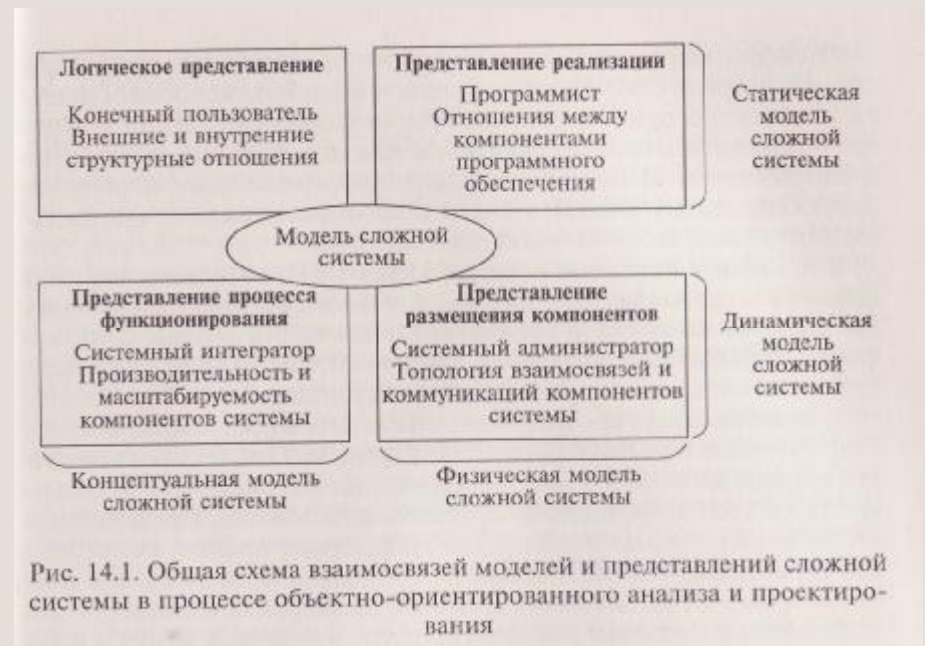 Логическое представление
Конечный пользователь
Внешние и внутренние
структурные отношения
Представление реализации
Программист
Отношения между
компонентами
программного
обеспечения
Статическая
модель
сложной
системы
Модель сложной
системы
Представление процесса
функционирования
Системный интегратор
Производительность и
масштабируемость
компонентов системы
Представление
размещения компонентов
Системный администратор
Топология взаимосвязей и
коммуникаций компонентов
системы
Динамическая
модель
сложной
системы
Концептуальная модель
сложной системы
Физическая модель
сложной системы
Рис. 14.1. Общая схема взаимосвязей моделей и представлений сложной
системы в процессе объектно-ориентированного анализа и проектиро-
вания